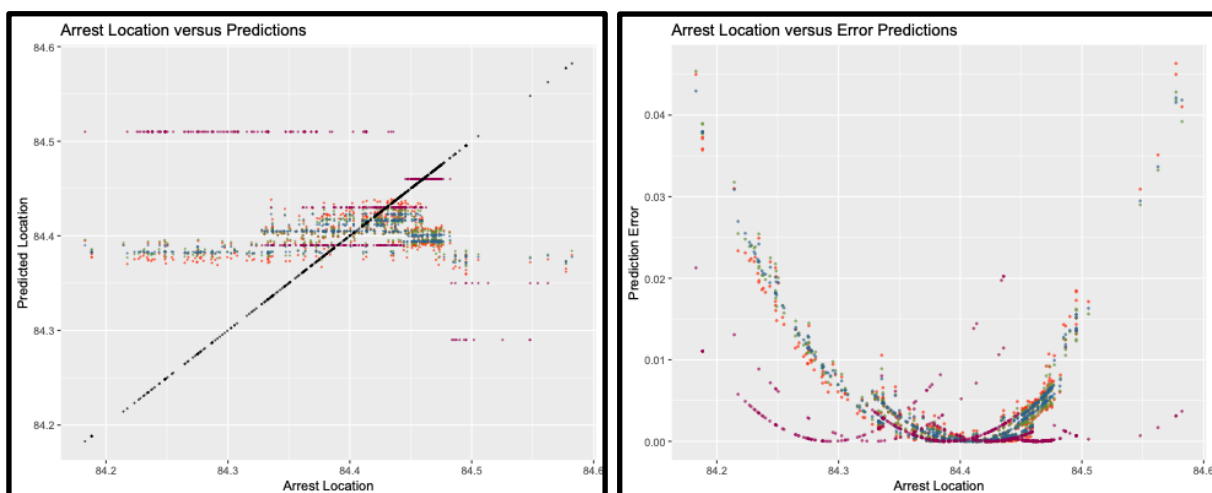 Arrest Location versus Predictions
84.6
84.5
84.4
84.3
84.2
Predicted Location
84.2 84.3 84.4 84.5 84.6
Arrest Location
Arrest Location versus Error Predictions
0.04
0.03
0.02
0.01
0.00
Prediction Error
84.2 84.3 84.4 84.5 84.6
Arrest Location